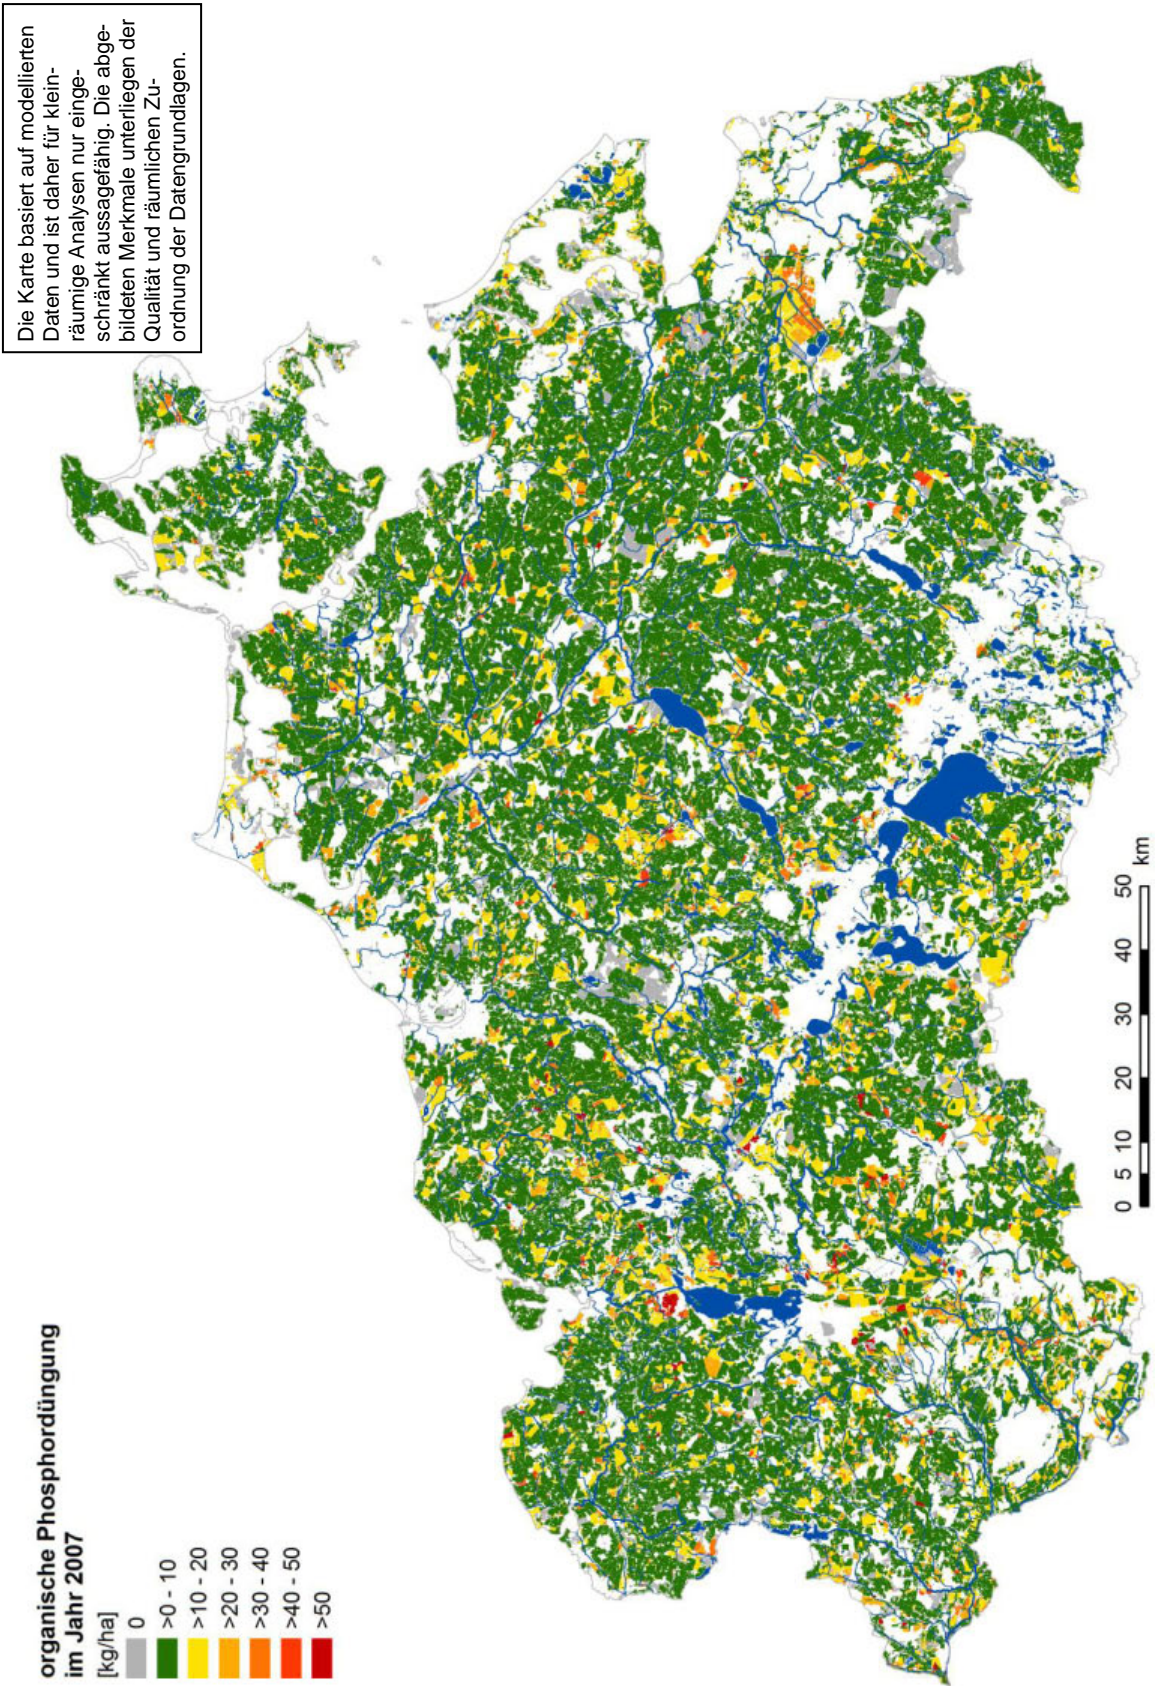 Die Karte basiert auf modellierten
Daten und ist daher für klein-
räumige Analysen nur einge-
schränkt aussagefähig. Die abge-
bildeten Merkmale unterliegen der
Qualität und räumlichen Zu-
ordnung der Datengrundlagen.
organische Phosphordüngung
im Jahr 2007
[kg/ha]
0
>0 - 10
>10 - 20
>20 - 30
>30 - 40
>40 - 50
>50
0 5 10 20 30 40 50 km